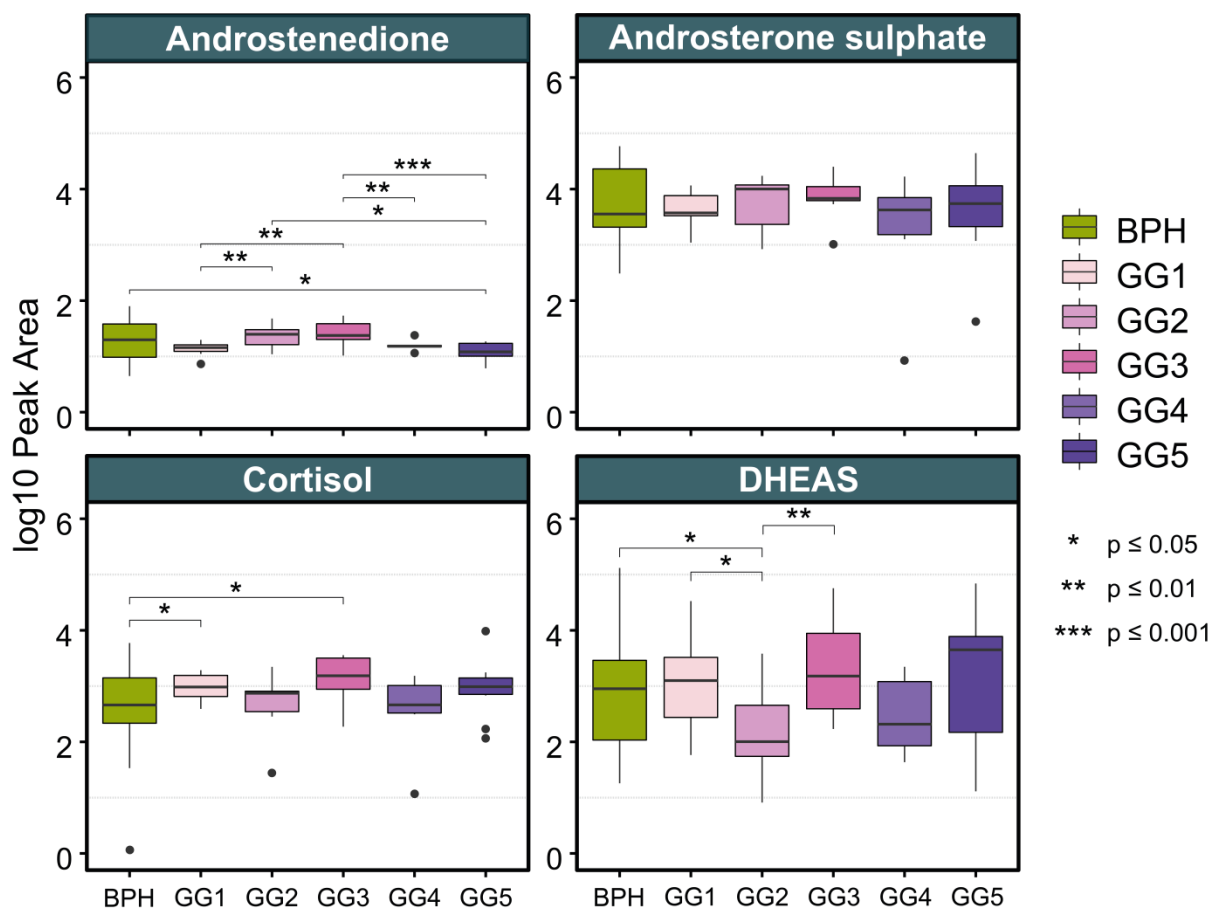 Androstenedione
Androsterone sulphate
log10 Peak Area
6
4
2
0
***
**
*
**
**
*
6
4
2
0
Cortisol
DHEAS
6
4
2
0
*
*
BPH GG1 GG2 GG3 GG4 GG5
6
4
2
0
**
*
*
BPH GG1 GG2 GG3 GG4 GG5
BPH
GG1
GG2
GG3
GG4
GG5
* p ≤ 0.05
** p ≤ 0.01
*** p ≤ 0.001